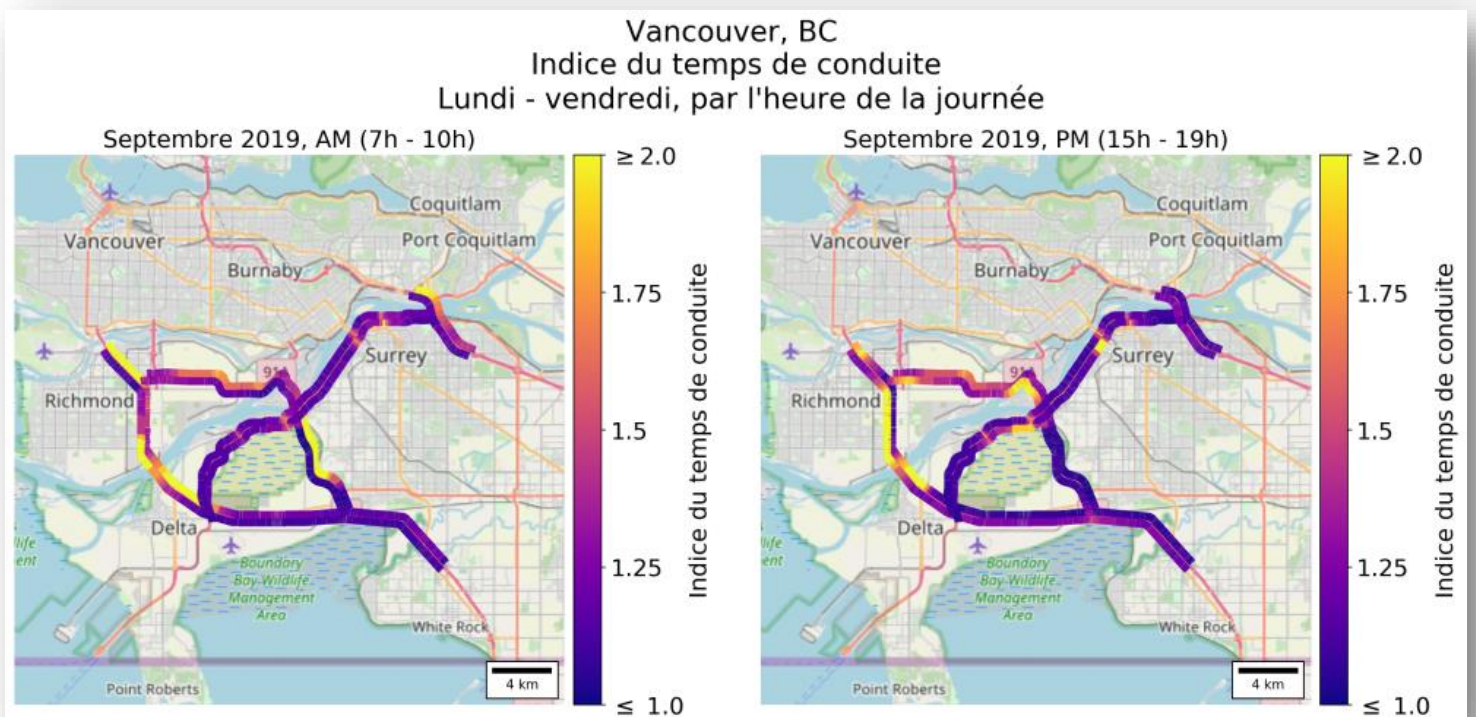 Vancouver, BC
Indice du temps de conduite
Lundi - vendredi, par l'heure de la journée
Septembre 2019, AM (7h - 10h)
Coquitlam
Vancouver
Port Coquitlam
Burnaby
Surrey
Richmond
Delta
Boundary
Bay Wildlife
Management
Area
White Rock
Point Roberts
4 km
≥ 2.0
1.75
1.5
1.25
≤ 1.0
Indice du temps de conduite
Septembre 2019, PM (15h - 19h)
Coquitlam
Vancouver
Port Coquitlam
Burnaby
Surrey
Richmond
Delta
Boundary
Bay Wildlife
Management
Area
White Rock
Point Roberts
4 km
≥ 2.0
1.75
1.5
1.25
≤ 1.0
Indice du temps de conduite